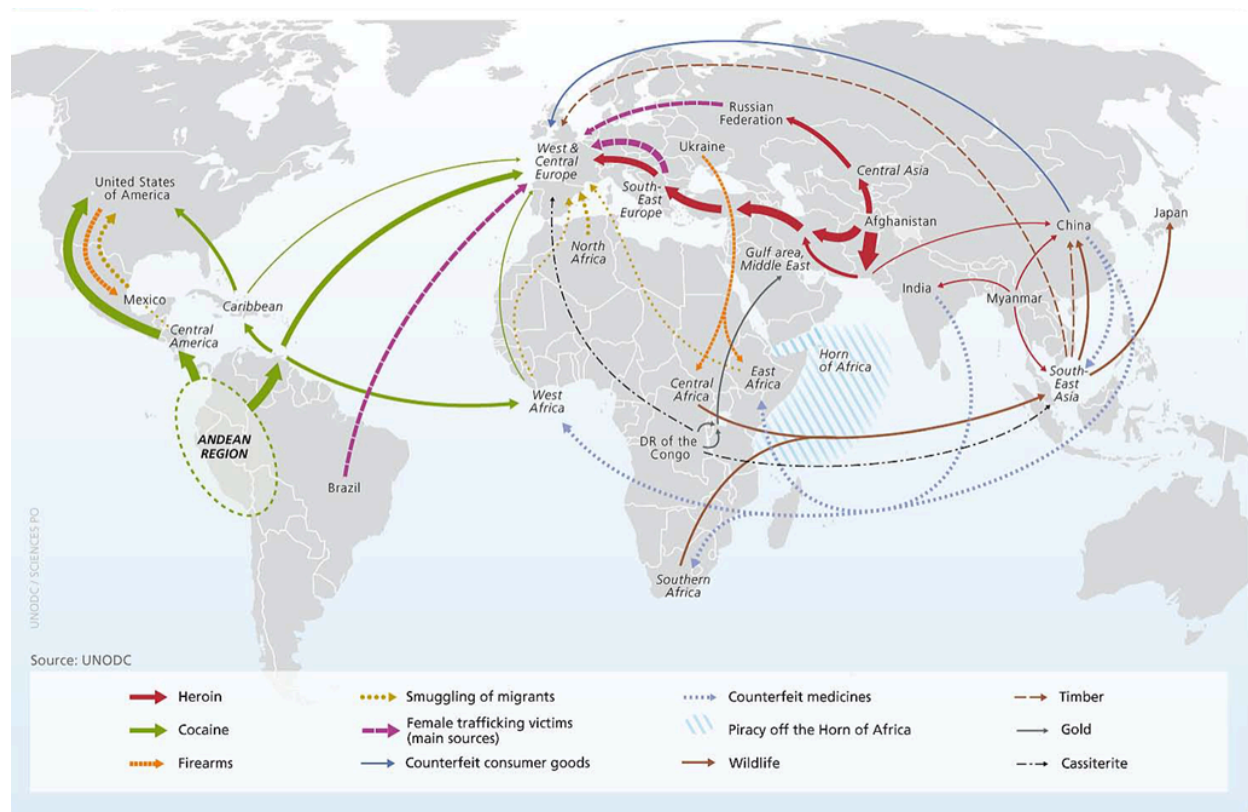 Russian
Federation
West &
Central
Europe
Ukraine
United States
of America
Central Asia
South-
East
Europe
Afghanistan
Japan
China
North
Africa
Gulf area,
Middle East
Mexico
Caribbean
India
Myanmar
Central
America
Horn
of Africa
East
Africa
South-
East
Asia
Central
Africa
West
Africa
ANDEAN
REGION
DR of the
Congo
Brazil
Southern
Africa
UNODC / SCIENCES PO
Source: UNODC
Heroin
Cocaine
Firearms
Smuggling of migrants
Female trafficking victims
(main sources)
Counterfeit consumer goods
Counterfeit medicines
Piracy off the Horn of Africa
Wildlife
Timber
Gold
Cassiterite